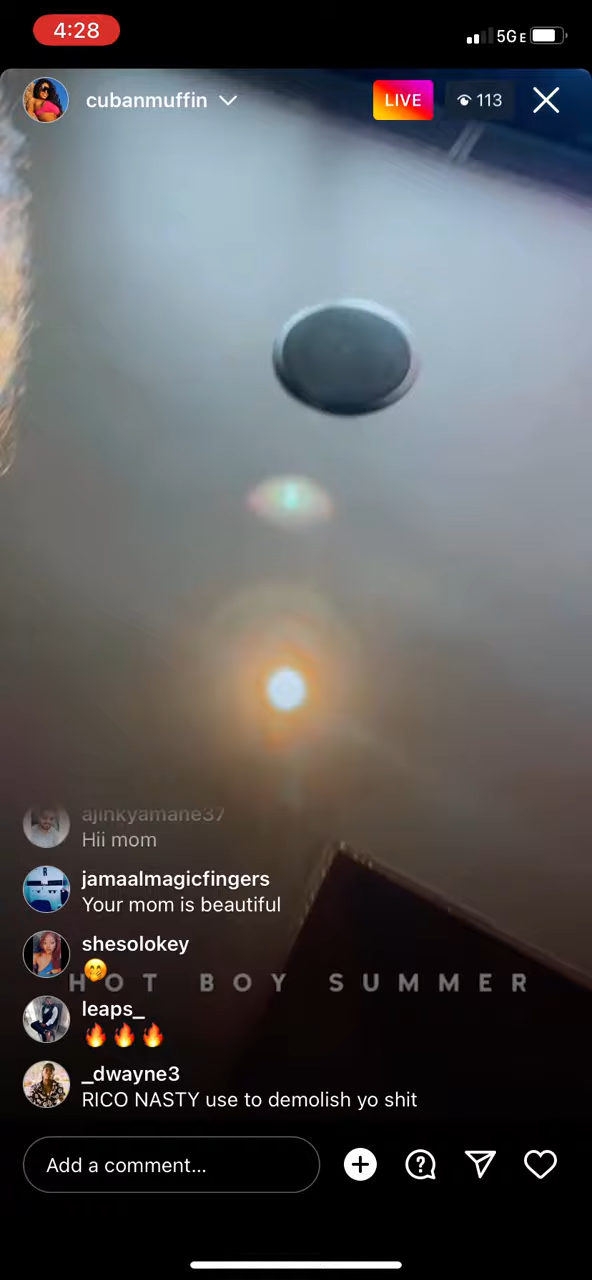 4:28
5GE
cubanmuffin
LIVE
113
ajinkyamane37
Hii mom
jamaalmagicfingers
Your mom is beautiful
shesolokey
🤭
HOT BOY SUMMER
leaps_
🔥🔥🔥
_dwayne3
RICO NASTY use to demolish yo shit
Add a comment...